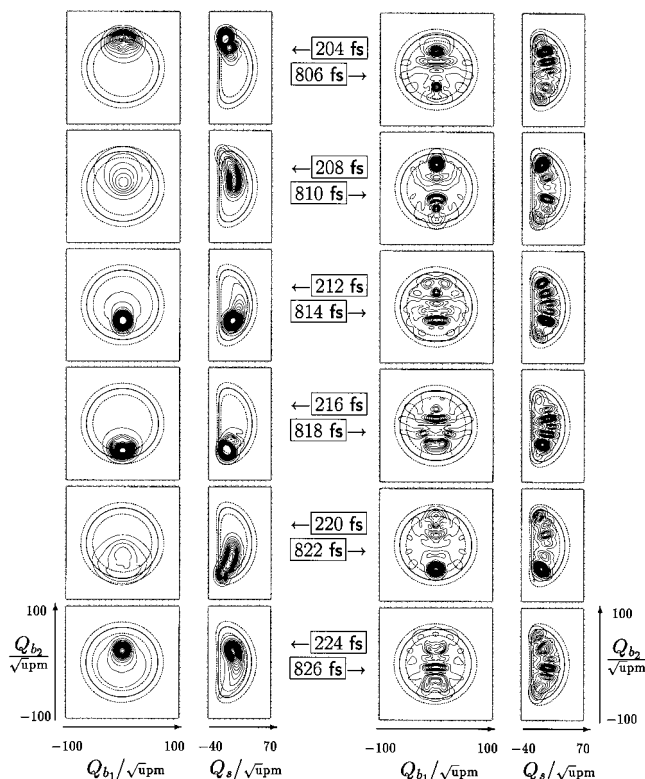 ←204 fs
806 fs→
←208 fs
810 fs→
←212 fs
814 fs→
←216 fs
818 fs→
←220 fs
822 fs→
←224 fs
826 fs→
100
Q_{b_2}
√upm
-100
-100
100
-40
70
Q_{b_1}/√upm
Q_s/√upm
-100
100
-40
70
Q_{b_1}/√upm
Q_s/√upm
100
Q_{b_2}
√upm
-100